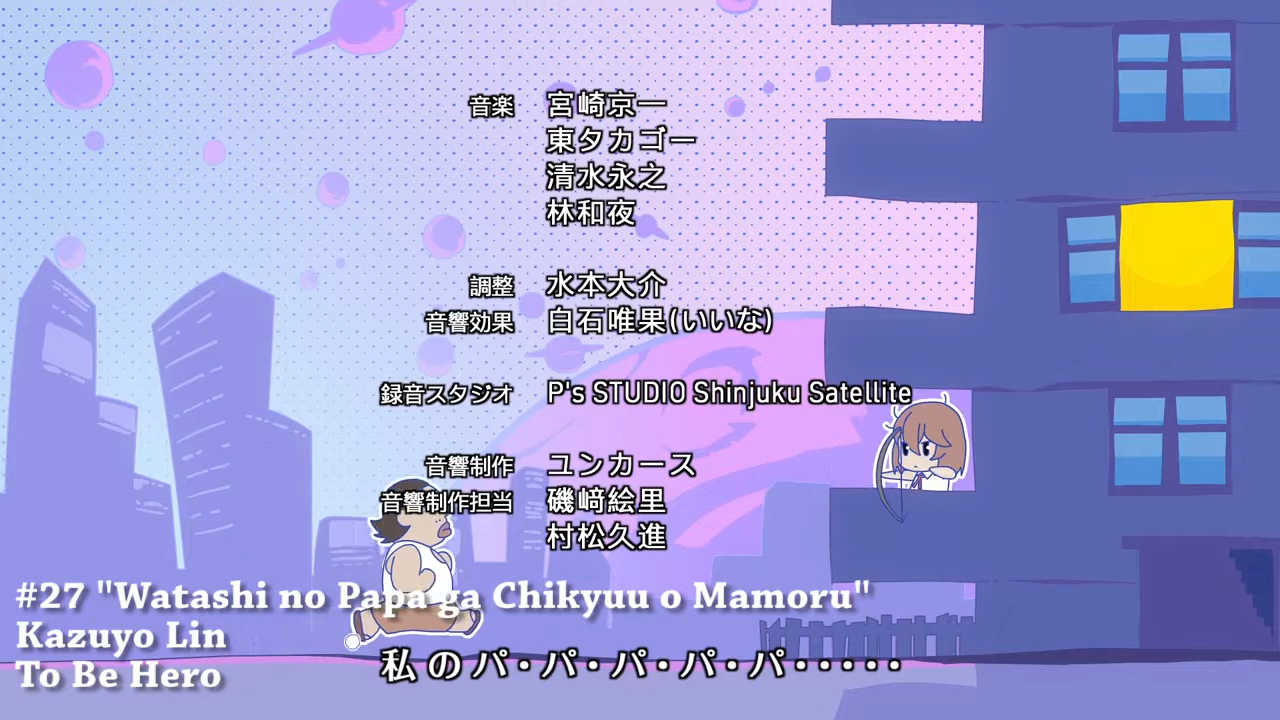 音楽 宮崎京一
東タカゴー
清水永之
林和夜
調整 水本大介
音響効果 白石唯果(いいな)
録音スタジオ P's STUDIO Shinjuku Satellite
音響制作 ユンカース
音響制作担当 磯﨑絵里
村松久進
#27 "Watashi no Papa ga Chikyuu o Mamoru"
Kazuyo Lin
To Be Hero
私のパ・パ・パ・パ・パ・・・・・